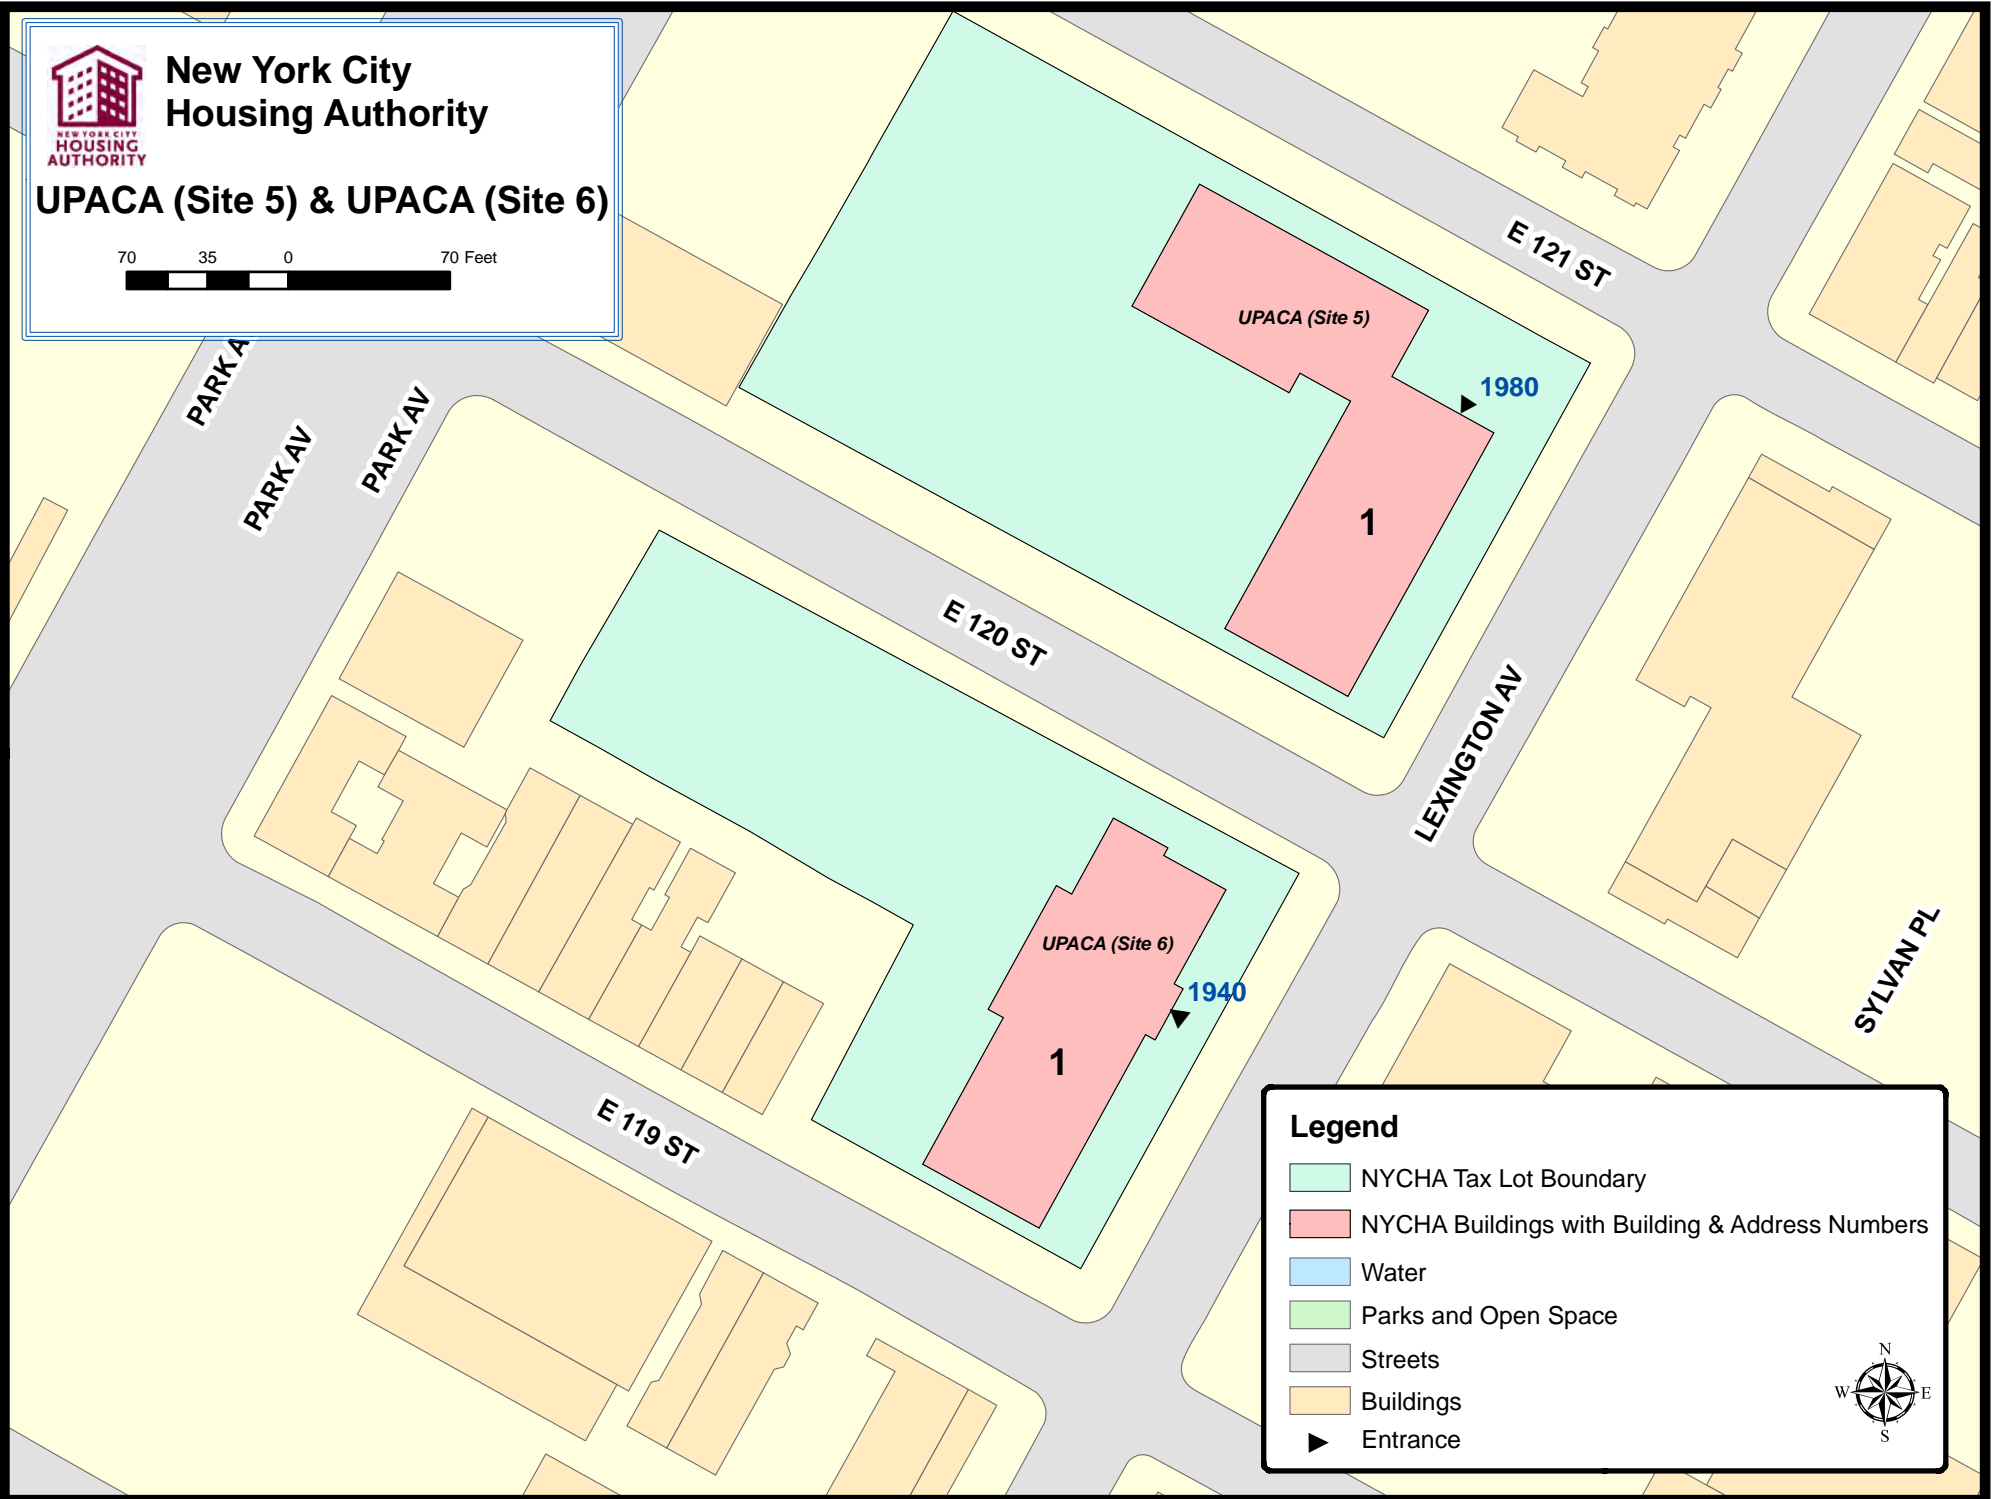 New York City
Housing Authority
NEW YORK CITY
HOUSING
AUTHORITY
UPACA (Site 5) & UPACA (Site 6)
70 35 0 70 Feet
E 121 ST
UPACA (Site 5)
1980
PARK A
PARK AV
PARK AV
1
E 120 ST
LEXINGTON AV
UPACA (Site 6)
1940
SYLVAN PL
1
E 119 ST
Legend
NYCHA Tax Lot Boundary
NYCHA Buildings with Building & Address Numbers
Water
Parks and Open Space
Streets
Buildings
Entrance
N
W E
S